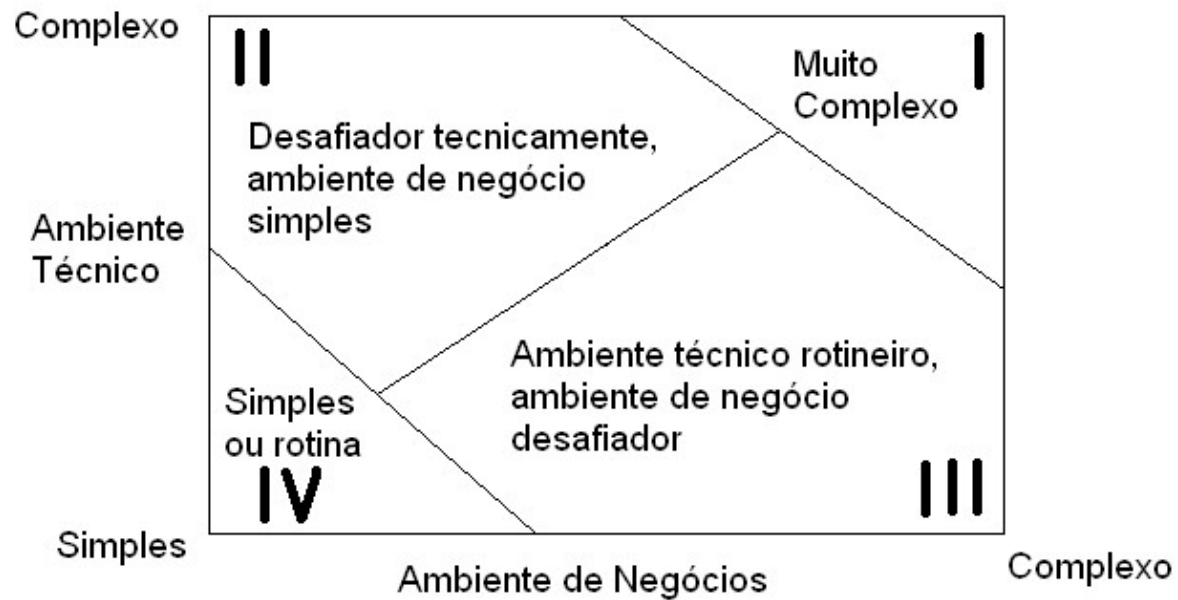 Complexo
II
I
Muito
Complexo
Desafiador tecnicamente,
ambiente de negócio
simples
Ambiente
Técnico
Ambiente técnico rotineiro,
ambiente de negócio
desafiador
Simples
ou rotina
IV
III
Simples
Ambiente de Negócios
Complexo